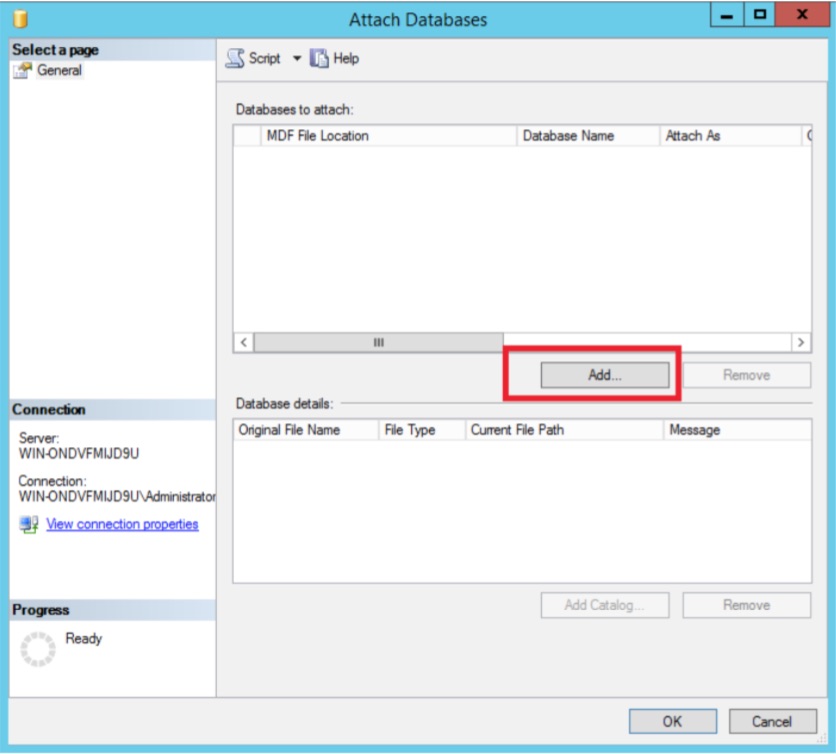 Attach Databases
Select a page
General
Script
Help
Databases to attach:
MDF File Location
Database Name
Attach As
Add...
Remove
Database details:
Original File Name
File Type
Current File Path
Message
Add Catalog...
Remove
Connection
Server:
WIN-ONDVFMIJD9U
Connection:
WIN-ONDVFMIJD9U\Administrator
View connection properties
Progress
Ready
OK
Cancel